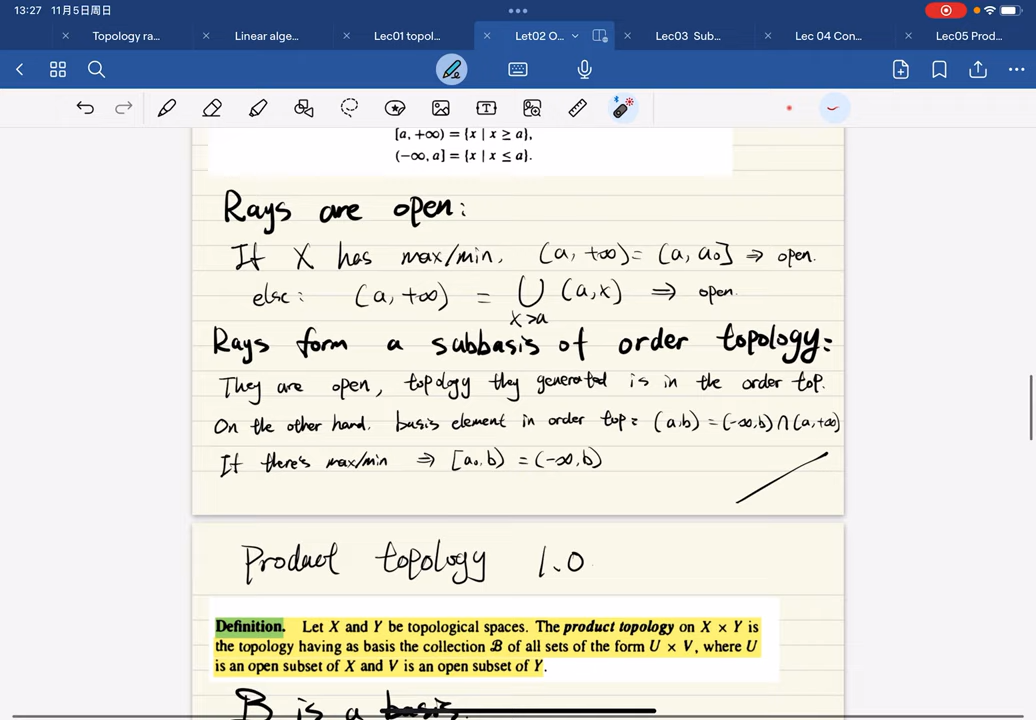 13:27 11月5日周日
Topology ra...
Linear alge...
Lec01 topol...
Let02 O...
Lec03 Sub...
Lec 04 Con...
Lec05 Prod...
[a, +∞) = {x | x ≥ a},
(−∞, a] = {x | x ≤ a}.
Rays are open:
If X has max/min, (a, +∞) = (a, a₀] ⇒ open.
else: (a, +∞) = ⋃ (a, x) ⇒ open.
x>a
Rays form a subbasis of order topology:
They are open, topology they generated is in the order top.
On the other hand. basis element in order top: (a,b) = (-∞,b)∩(a,+∞)
If there's max/min ⇒ [a₀,b) = (-∞,b)
Product topology 1.0
Definition. Let X and Y be topological spaces. The product topology on X × Y is
the topology having as basis the collection ℬ of all sets of the form U × V, where U
is an open subset of X and V is an open subset of Y.
B is a basis.